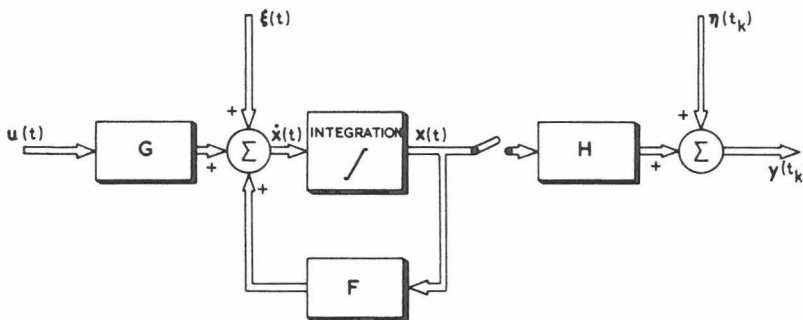 ξ(t)
η(t_k)
+
+
u(t)
G
+
Σ
ẋ(t)
INTEGRATION
∫
x(t)
H
+
Σ
y(t_k
+
F